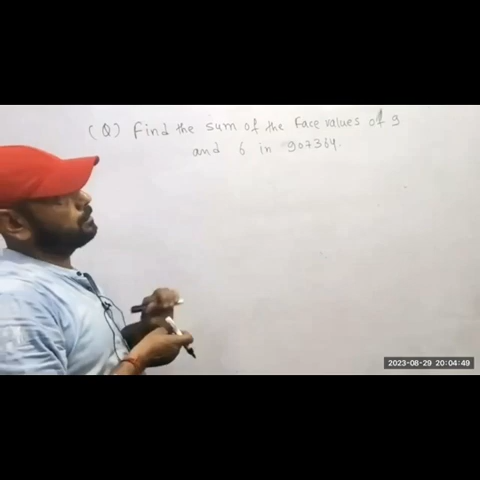 (Q) Find the sum of the Face values of 9
and 6 in 907364.
2023-08-29 20:04:49